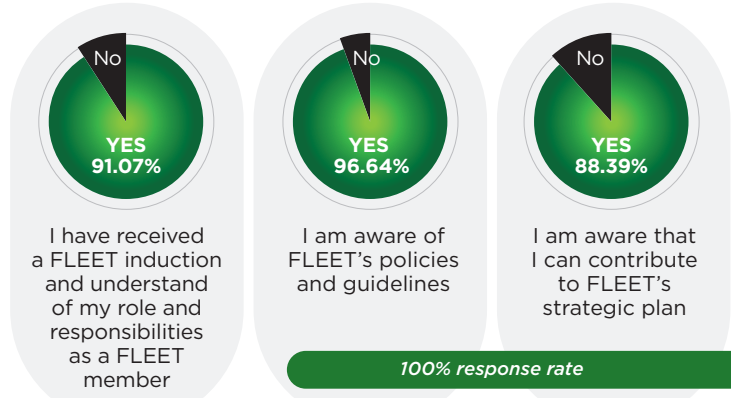 No
YES
91.07%
I have received
a FLEET induction
and understand
of my role and
responsibilities
as a FLEET
member
No
YES
96.64%
I am aware of
FLEET's policies
and guidelines
No
YES
88.39%
I am aware that
I can contribute
to FLEET's
strategic plan
100% response rate